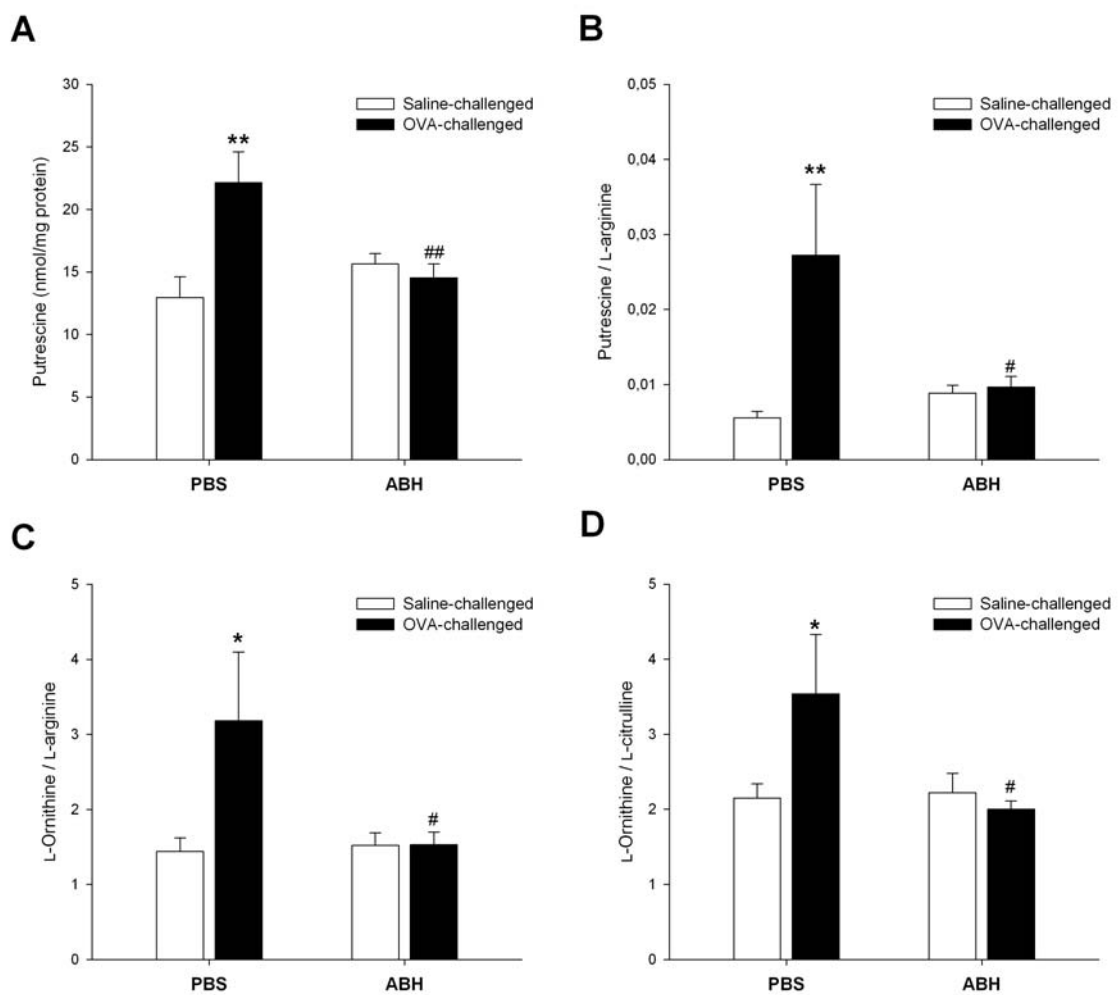 A
Putrescine (nmol/mg protein)
30
25
20
15
10
5
0
Saline-challenged
OVA-challenged
**
##
PBS
ABH
B
Putrescine / L-arginine
0,05
0,04
0,03
0,02
0,01
0,00
Saline-challenged
OVA-challenged
**
#
PBS
ABH
C
L-Ornithine / L-arginine
5
4
3
2
1
0
Saline-challenged
OVA-challenged
*
#
PBS
ABH
D
L-Ornithine / L-citrulline
5
4
3
2
1
0
Saline-challenged
OVA-challenged
*
#
PBS
ABH